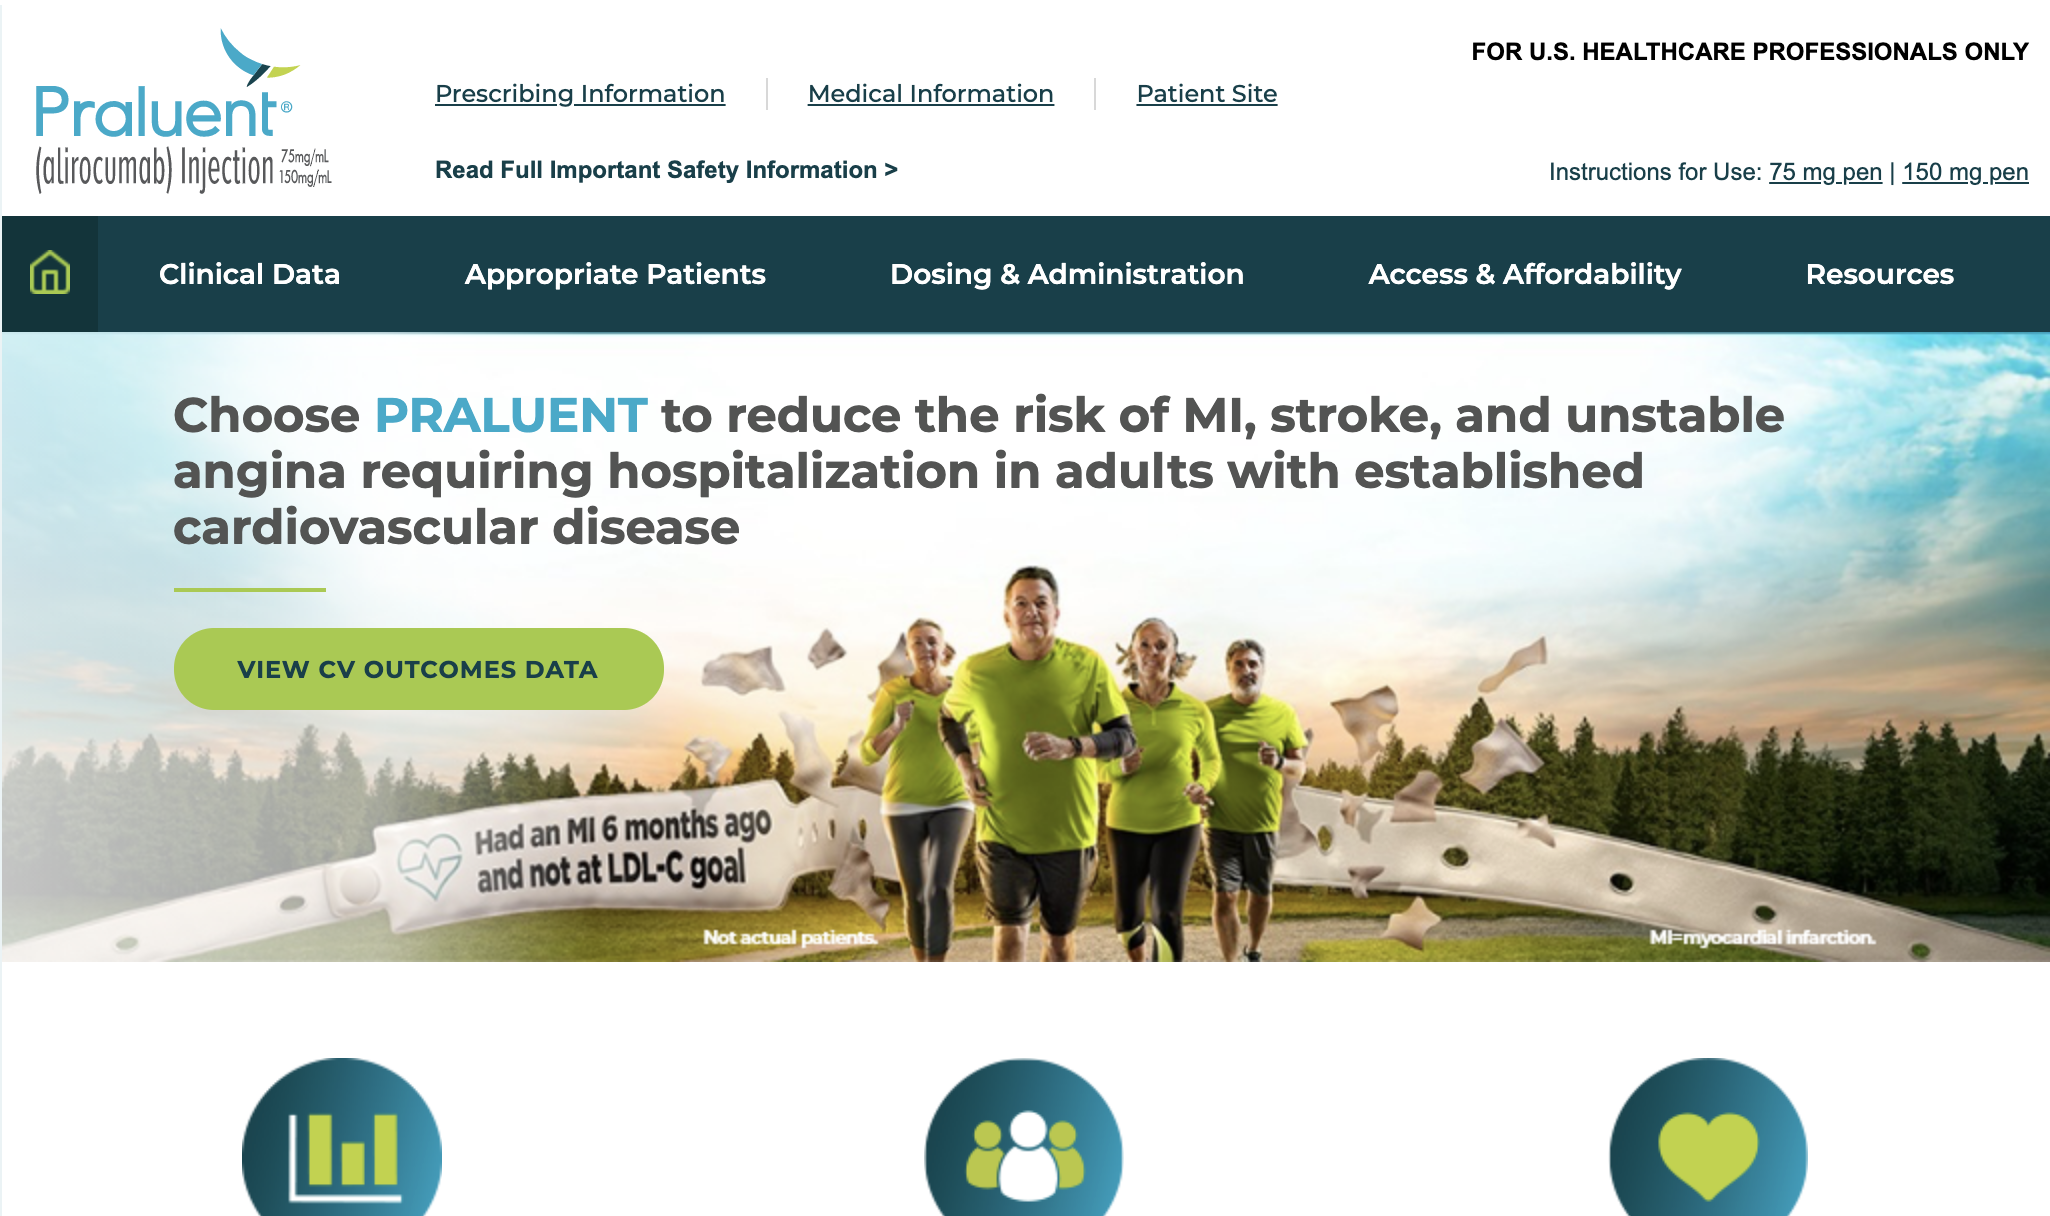 Praluent®
(alirocumab) Injection 75mg/mL
150mg/mL
Prescribing Information
Medical Information
Patient Site
Read Full Important Safety Information >
FOR U.S. HEALTHCARE PROFESSIONALS ONLY
Instructions for Use: 75 mg pen | 150 mg pen
Clinical Data
Appropriate Patients
Dosing & Administration
Access & Affordability
Resources
Choose PRALUENT to reduce the risk of MI, stroke, and unstable
angina requiring hospitalization in adults with established
cardiovascular disease
VIEW CV OUTCOMES DATA
Had an MI 6 months ago
and not at LDL-C goal
Not actual patients.
MI=myocardial infarction.